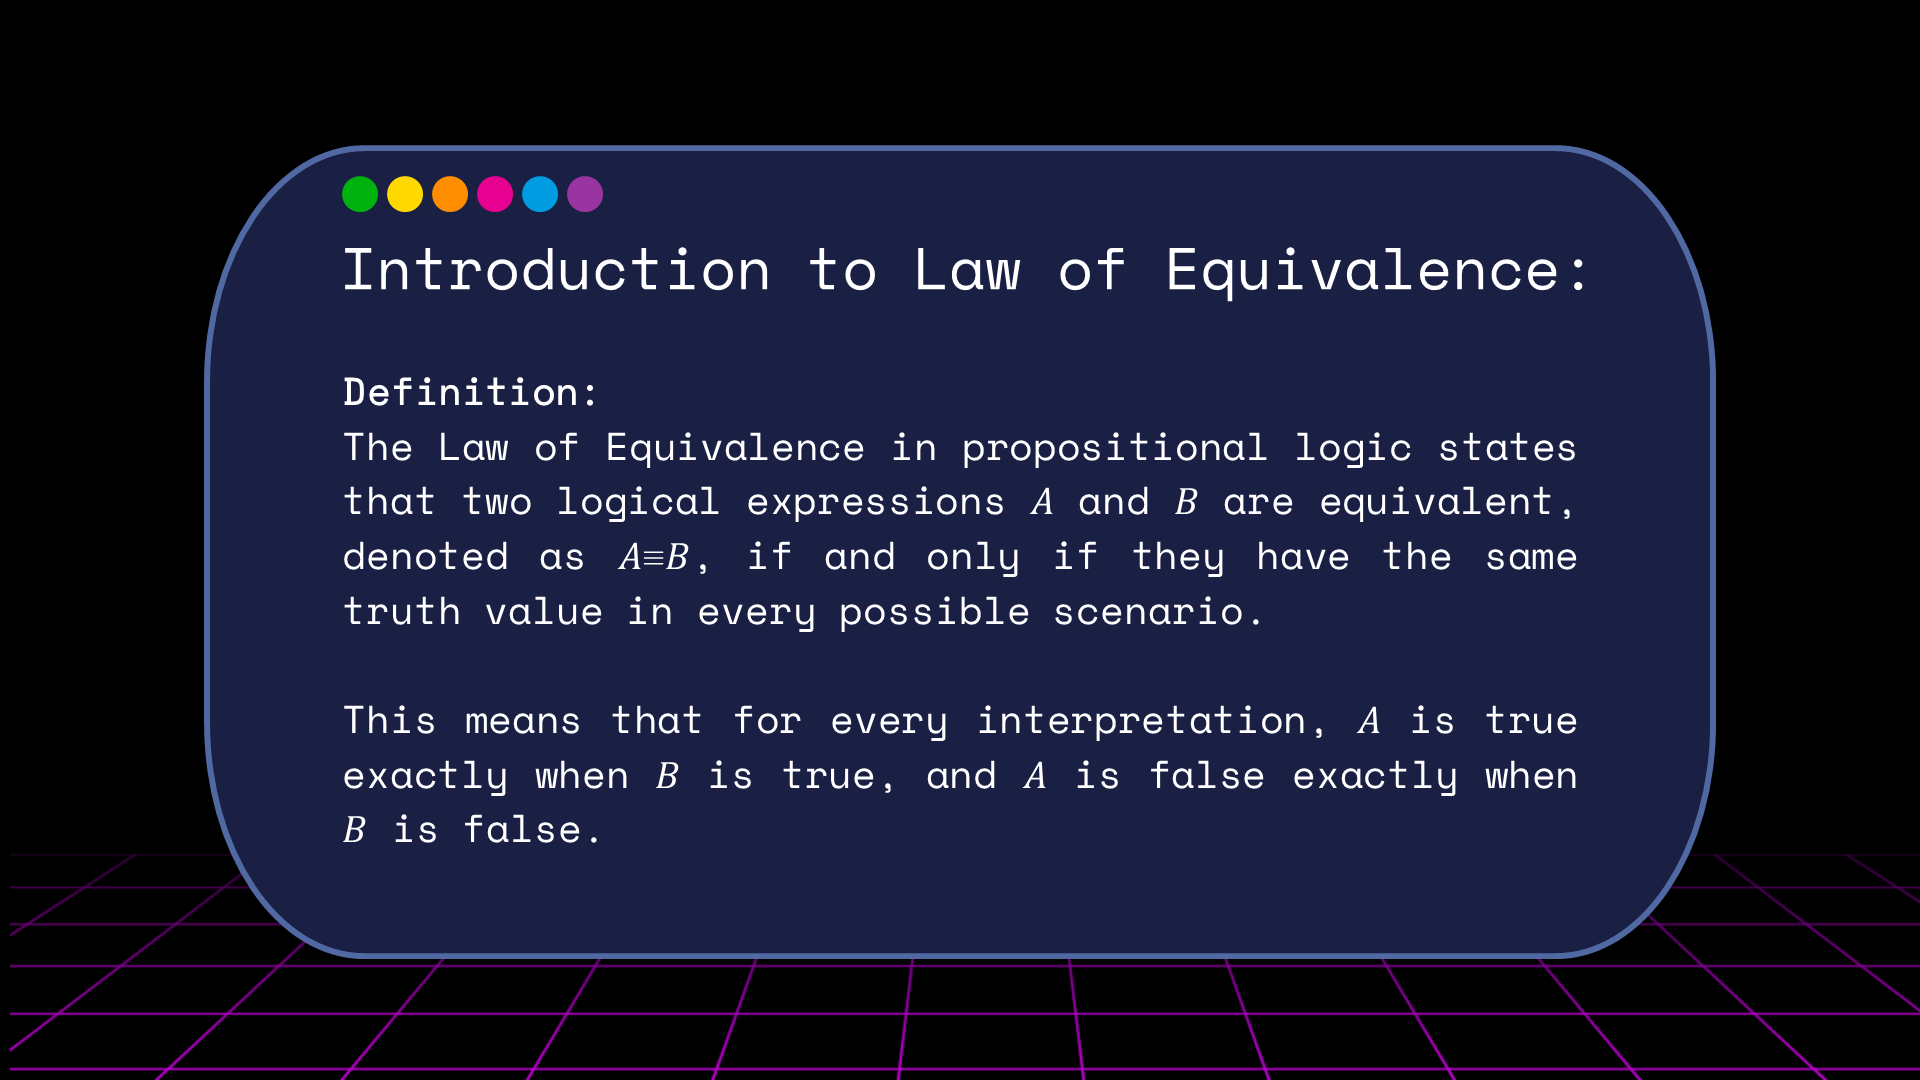 Introduction to Law of Equivalence:
Definition:
The Law of Equivalence in propositional logic states
that two logical expressions A and B are equivalent,
denoted as A≡B, if and only if they have the same
truth value in every possible scenario.
This means that for every interpretation, A is true
exactly when B is true, and A is false exactly when
B is false.